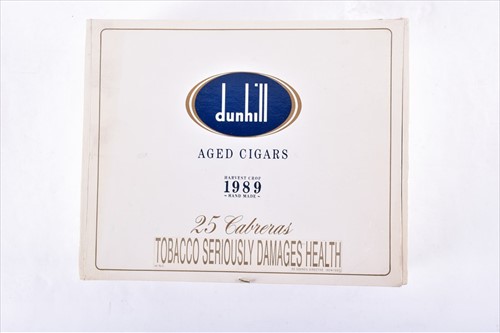 dunhill
AGED CIGARS
HARVEST CROP
1989
~ HAND MADE ~
25 Cabreras
TOBACCO SERIOUSLY DAMAGES HEALTH